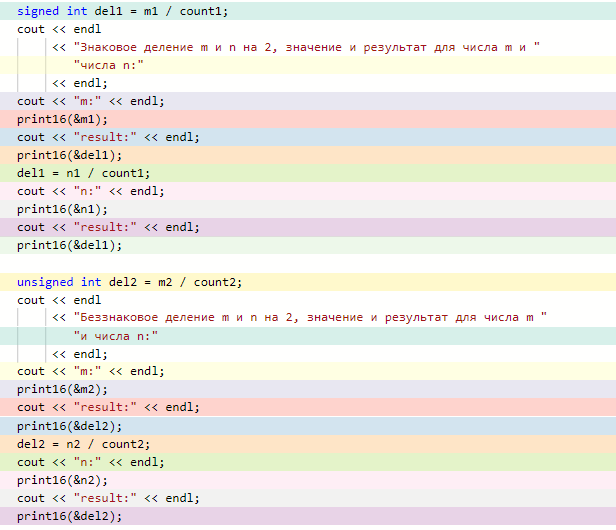 signed int del1 = m1 / count1;
cout << endl
<< "Знаковое деление m и n на 2, значение и результат для числа m и "
"числа n:"
<< endl;
cout << "m:" << endl;
print16(&m1);
cout << "result:" << endl;
print16(&del1);
del1 = n1 / count1;
cout << "n:" << endl;
print16(&n1);
cout << "result:" << endl;
print16(&del1);
unsigned int del2 = m2 / count2;
cout << endl
<< "Беззнаковое деление m и n на 2, значение и результат для числа m "
"и числа n:"
<< endl;
cout << "m:" << endl;
print16(&m2);
cout << "result:" << endl;
print16(&del2);
del2 = n2 / count2;
cout << "n:" << endl;
print16(&n2);
cout << "result:" << endl;
print16(&del2);